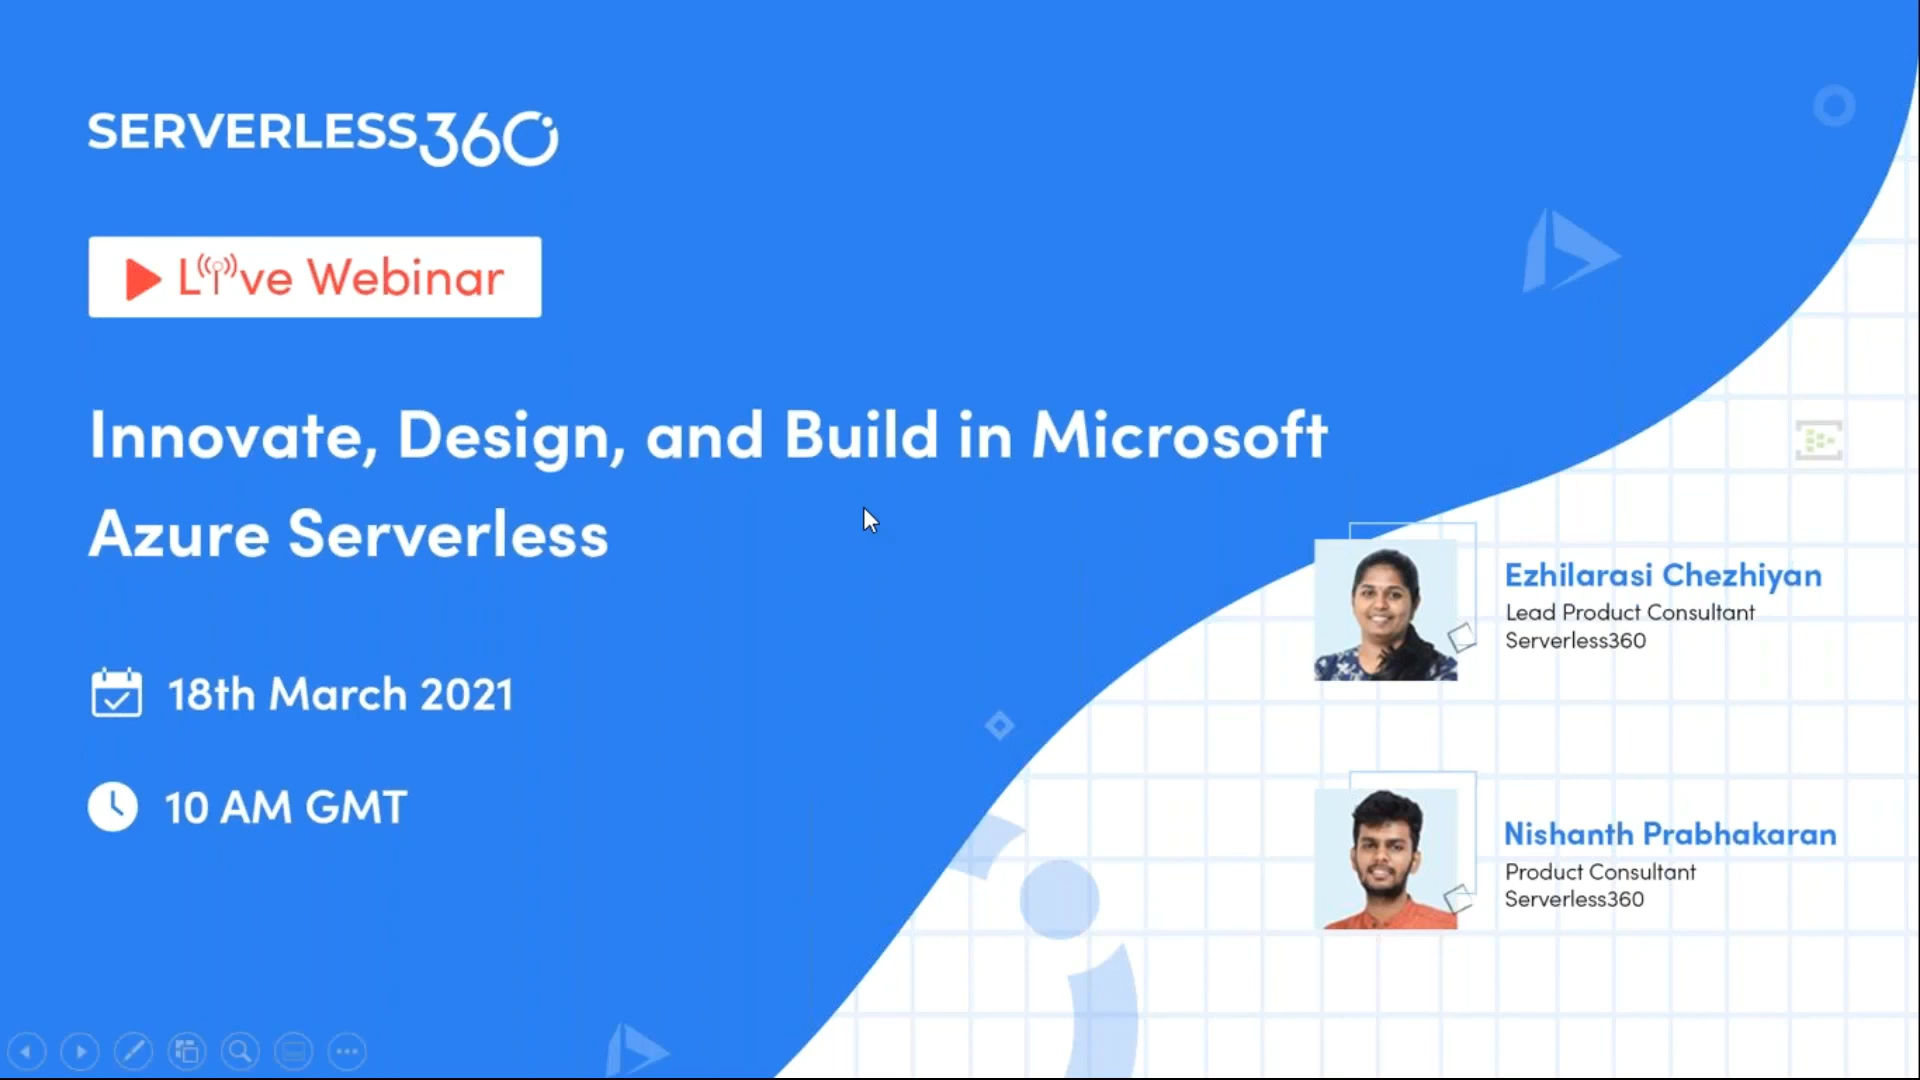 SERVERLESS360
Live Webinar
Innovate, Design, and Build in Microsoft
Azure Serverless
18th March 2021
10 AM GMT
Ezhilarasi Chezhiyan
Lead Product Consultant
Serverless360
Nishanth Prabhakaran
Product Consultant
Serverless360